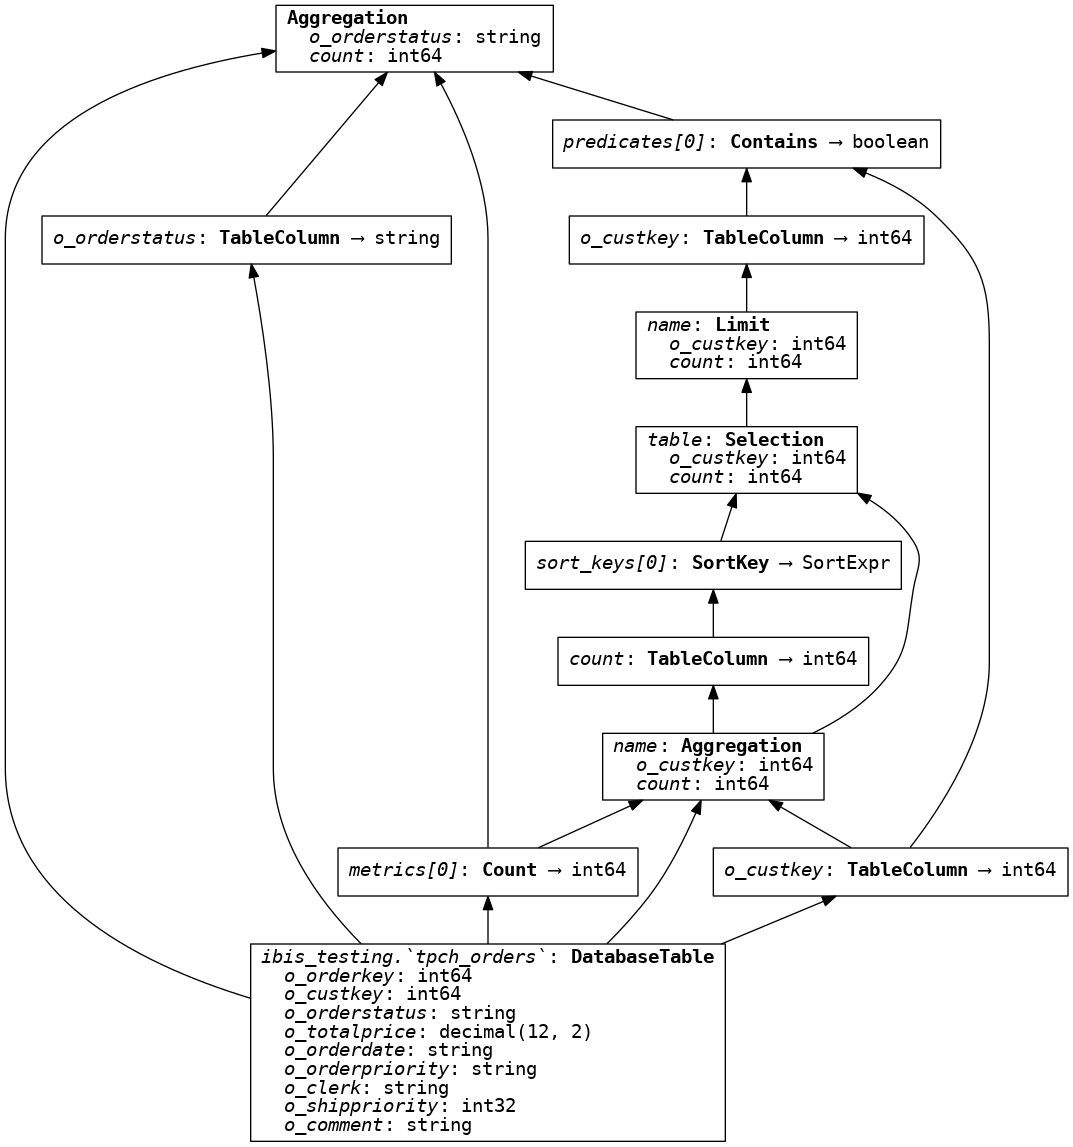 Aggregation
o_orderstatus: string
count: int64
predicates[0]: Contains → boolean
o_orderstatus: TableColumn → string
o_custkey: TableColumn → int64
name: Limit
o_custkey: int64
count: int64
table: Selection
o_custkey: int64
count: int64
sort_keys[0]: SortKey → SortExpr
count: TableColumn → int64
name: Aggregation
o_custkey: int64
count: int64
metrics[0]: Count → int64
o_custkey: TableColumn → int64
ibis_testing.`tpch_orders`: DatabaseTable
o_orderkey: int64
o_custkey: int64
o_orderstatus: string
o_totalprice: decimal(12, 2)
o_orderdate: string
o_orderpriority: string
o_clerk: string
o_shippriority: int32
o_comment: string